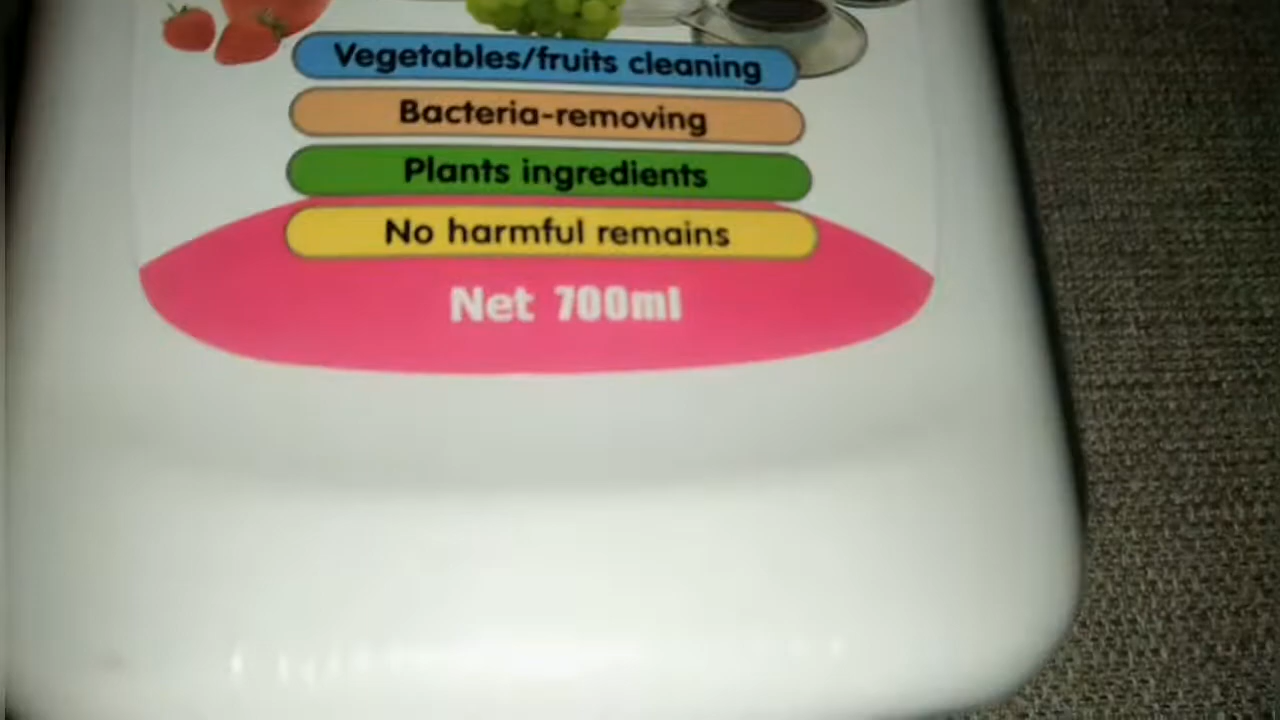 Vegetables/fruits cleaning
Bacteria-removing
Plants ingredients
No harmful remains
Net 700ml